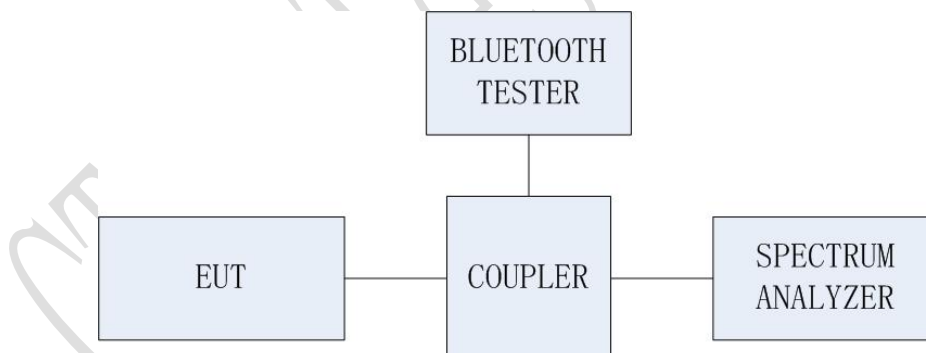 BLUETOOTH
TESTER
EUT
COUPLER
SPECTRUM
ANALYZER